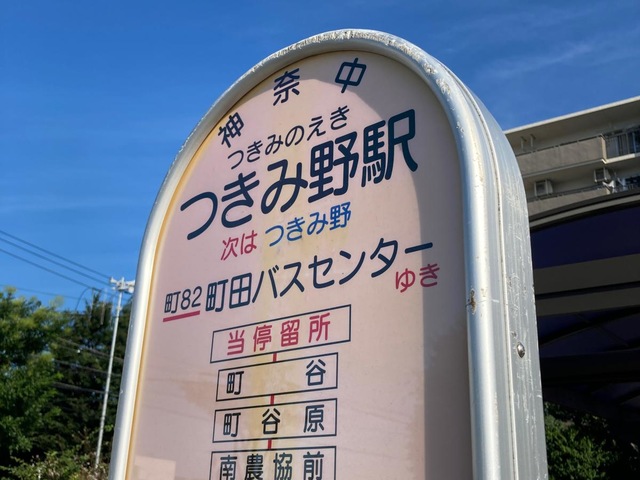 神奈中
つきみのえき
つきみ野駅
次は つきみ野
町82 町田バスセンター ゆき
当停留所
町谷
町谷原
南農協前